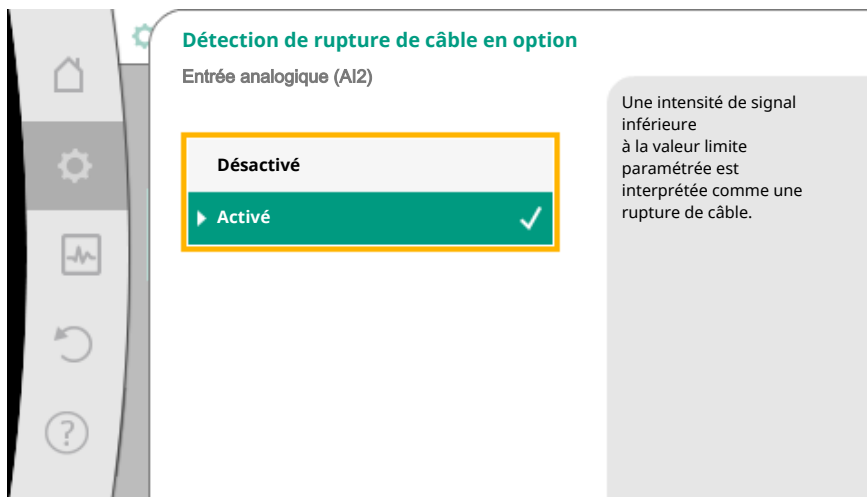 Détection de rupture de câble en option
Entrée analogique (AI2)
Désactivé
Activé
Une intensité de signal
inférieure
à la valeur limite
paramétrée est
interprétée comme une
rupture de câble.
?